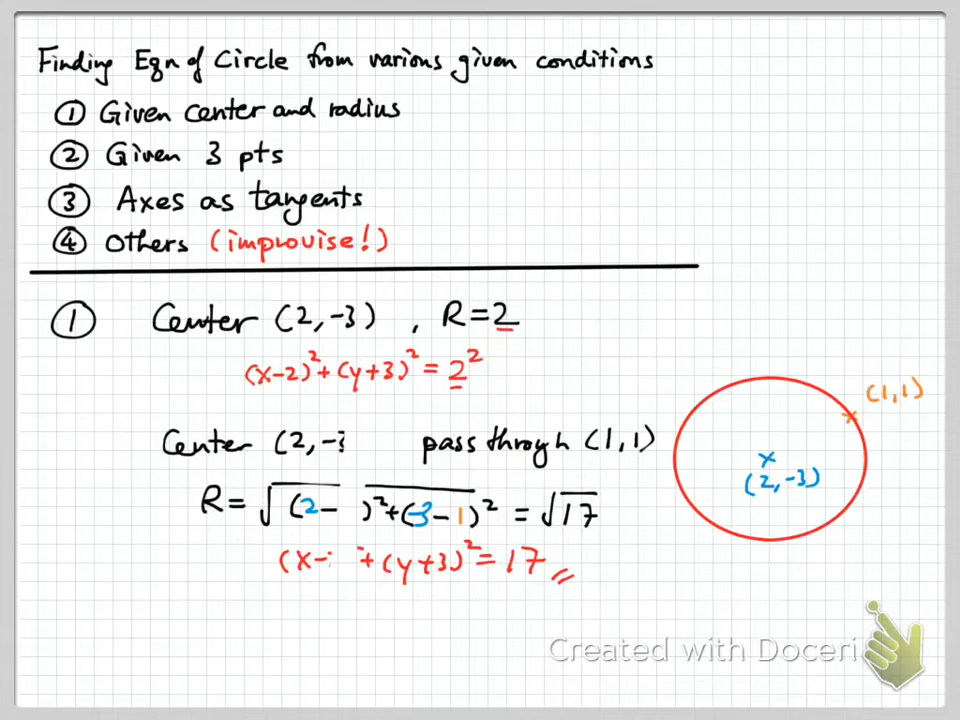 Finding Eqn of Circle from various given conditions
① Given center and radius
② Given 3 pts
③ Axes as tangents
④ Others (improvise!)
① Center (2,-3) , R=2
(x-2)²+(y+3)²=2²
Center (2,- pass through (1,1)
R=√(2- )²+(-3-1)² = √17
(x- +(y+3)²=17
(1,1)
x
(2,-3)
Created with Doceri